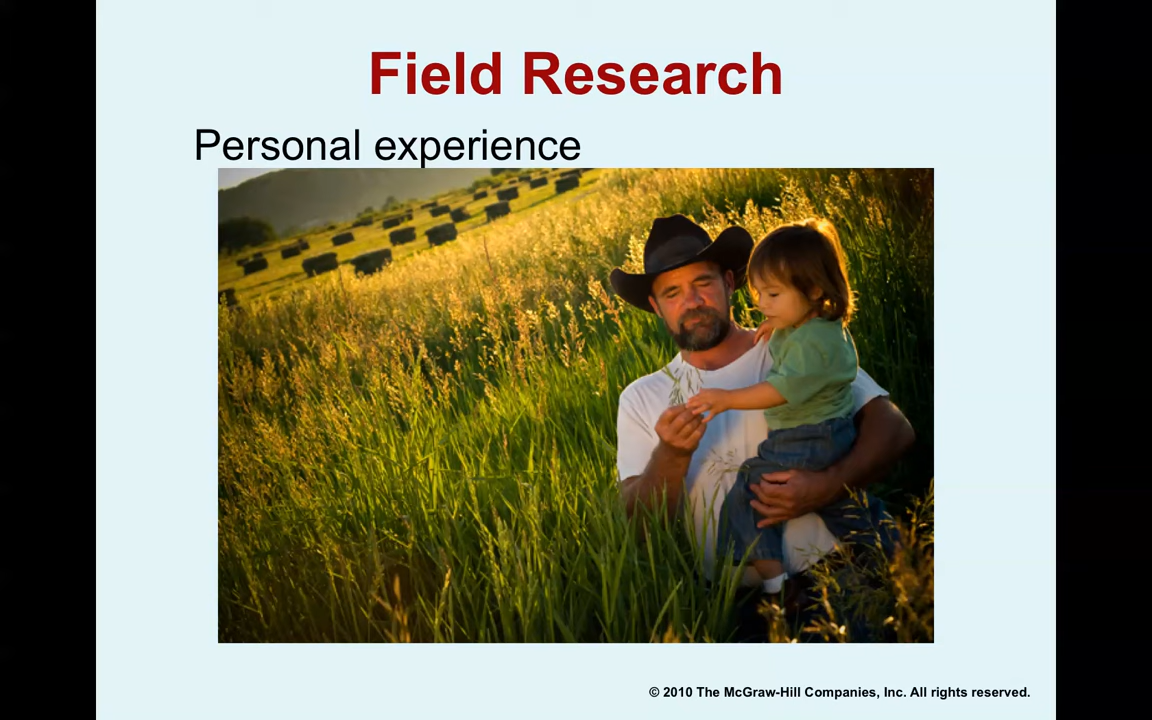 Field Research
Personal experience
© 2010 The McGraw-Hill Companies, Inc. All rights reserved.